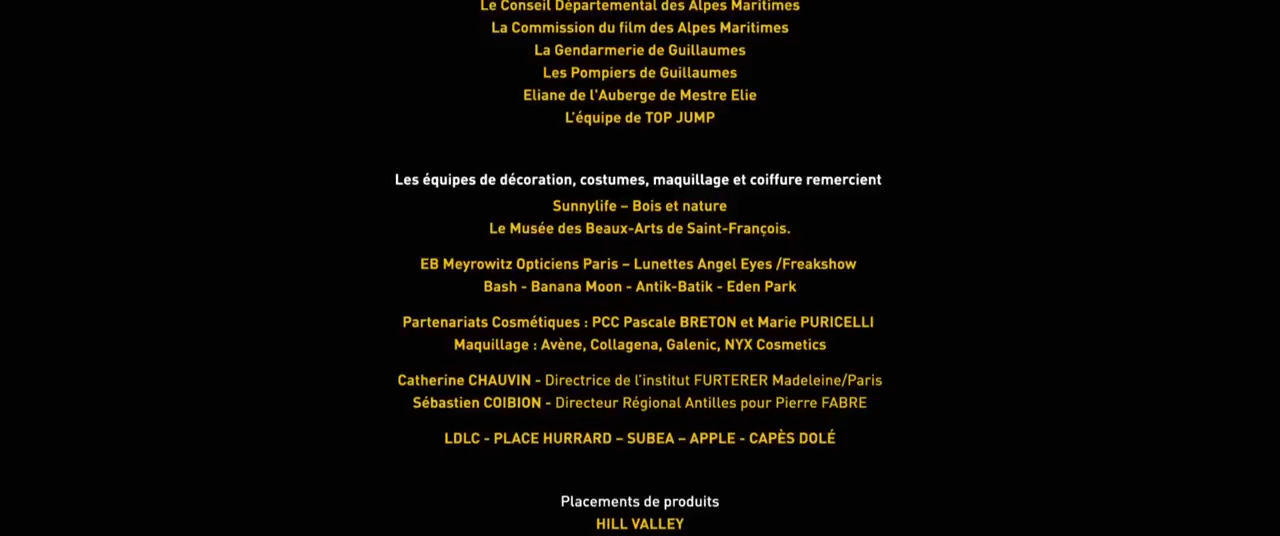 Le Conseil Départemental des Alpes Maritimes
La Commission du film des Alpes Maritimes
La Gendarmerie de Guillaumes
Les Pompiers de Guillaumes
Eliane de l'Auberge de Mestre Elie
L'équipe de TOP JUMP
Les équipes de décoration, costumes, maquillage et coiffure remercient
Sunnylife – Bois et nature
Le Musée des Beaux-Arts de Saint-François.
EB Meyrowitz Opticiens Paris – Lunettes Angel Eyes /Freakshow
Bash - Banana Moon - Antik-Batik - Eden Park
Partenariats Cosmétiques : PCC Pascale BRETON et Marie PURICELLI
Maquillage : Avène, Collagena, Galenic, NYX Cosmetics
Catherine CHAUVIN - Directrice de l'institut FURTERER Madeleine/Paris
Sébastien COIBION - Directeur Régional Antilles pour Pierre FABRE
LDLC - PLACE HURRARD – SUBEA – APPLE - CAPÈS DOLÉ
Placements de produits
HILL VALLEY